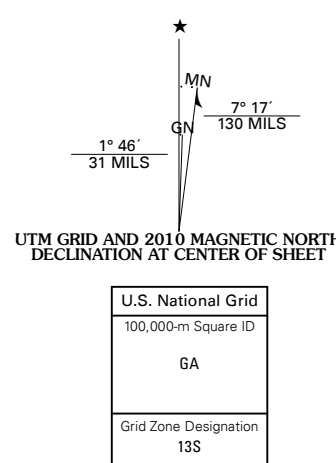 ★
MN
7° 17´
130 MILS
GN
1° 46´
31 MILS
UTM GRID AND 2010 MAGNETIC NORTH
DECLINATION AT CENTER OF SHEET
U.S. National Grid
100,000-m Square ID
GA
Grid Zone Designation
13S